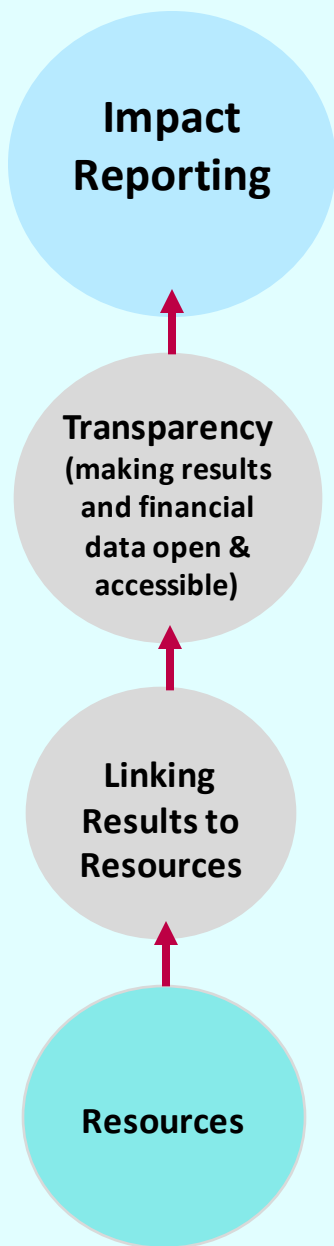 Impact
Reporting
Transparency
(making results
and financial
data open &
accessible)
Linking
Results to
Resources
Resources